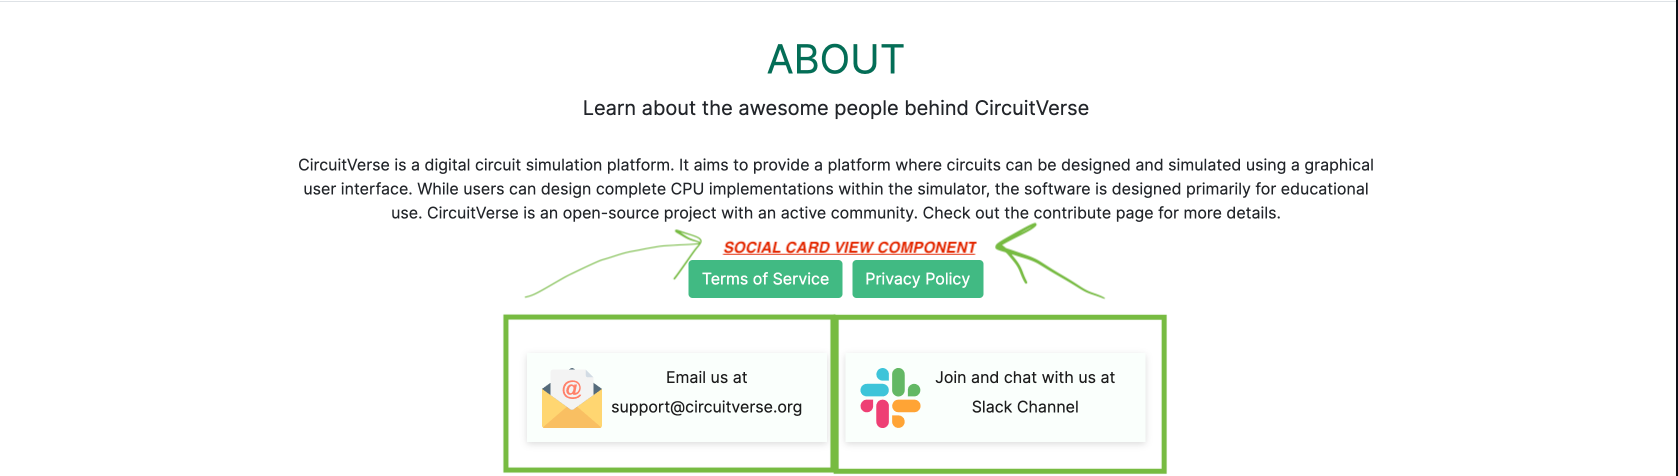 ABOUT
Learn about the awesome people behind CircuitVerse
CircuitVerse is a digital circuit simulation platform. It aims to provide a platform where circuits can be designed and simulated using a graphical
user interface. While users can design complete CPU implementations within the simulator, the software is designed primarily for educational
use. CircuitVerse is an open-source project with an active community. Check out the contribute page for more details.
SOCIAL CARD VIEW COMPONENT
Terms of Service
Privacy Policy
@
Email us at
support@circuitverse.org
Join and chat with us at
Slack Channel